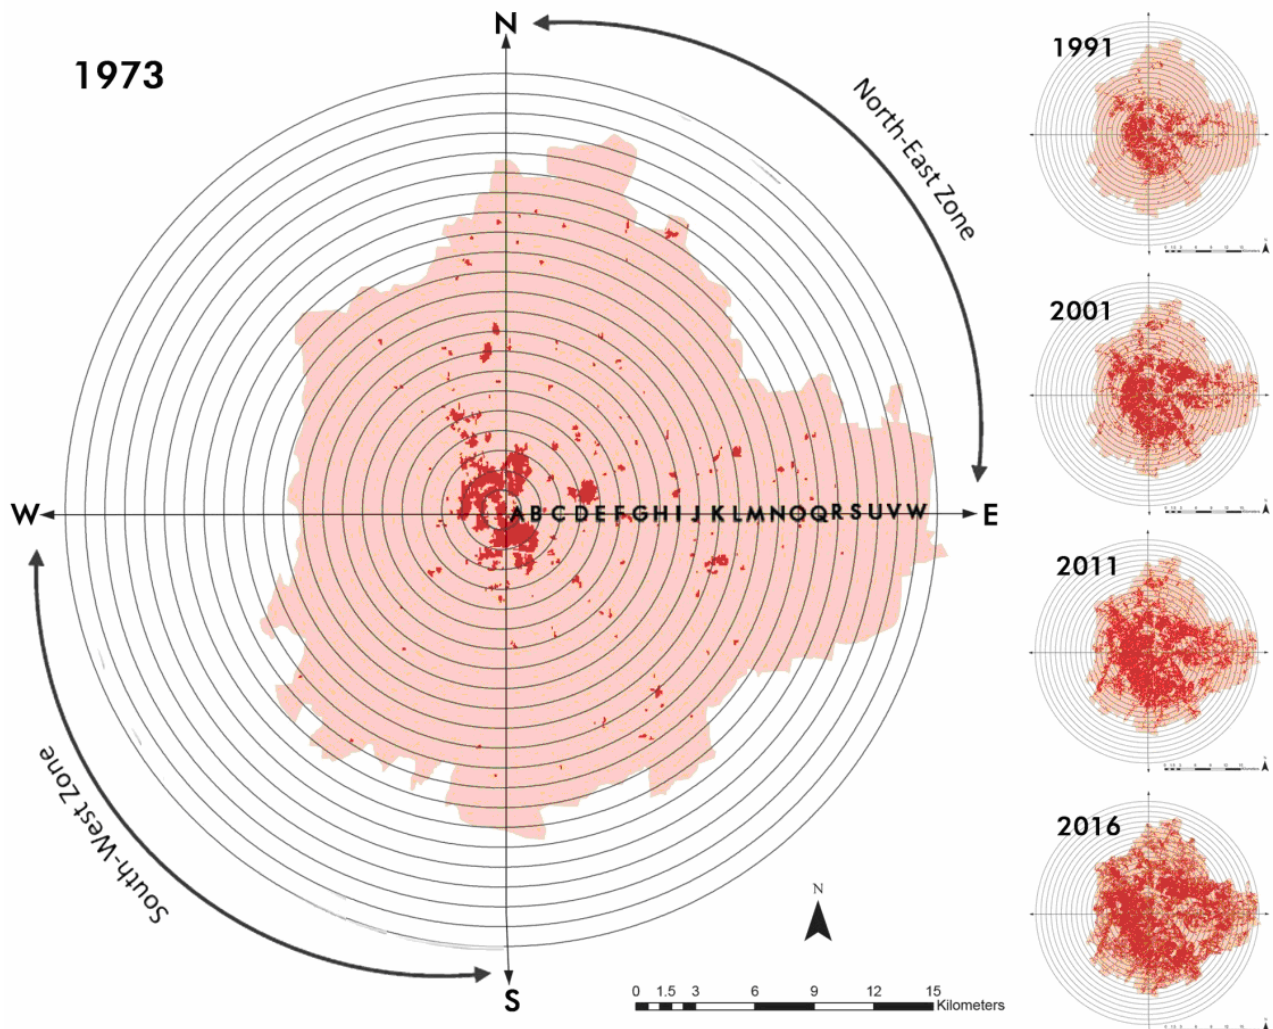 1973
N
North-East Zone
W
A B C D E F G H I J K L M N O Q R S U V W
E
South-West Zone
S
N
0 1.5 3 6 9 12 15
Kilometers
1991
2001
2011
2016